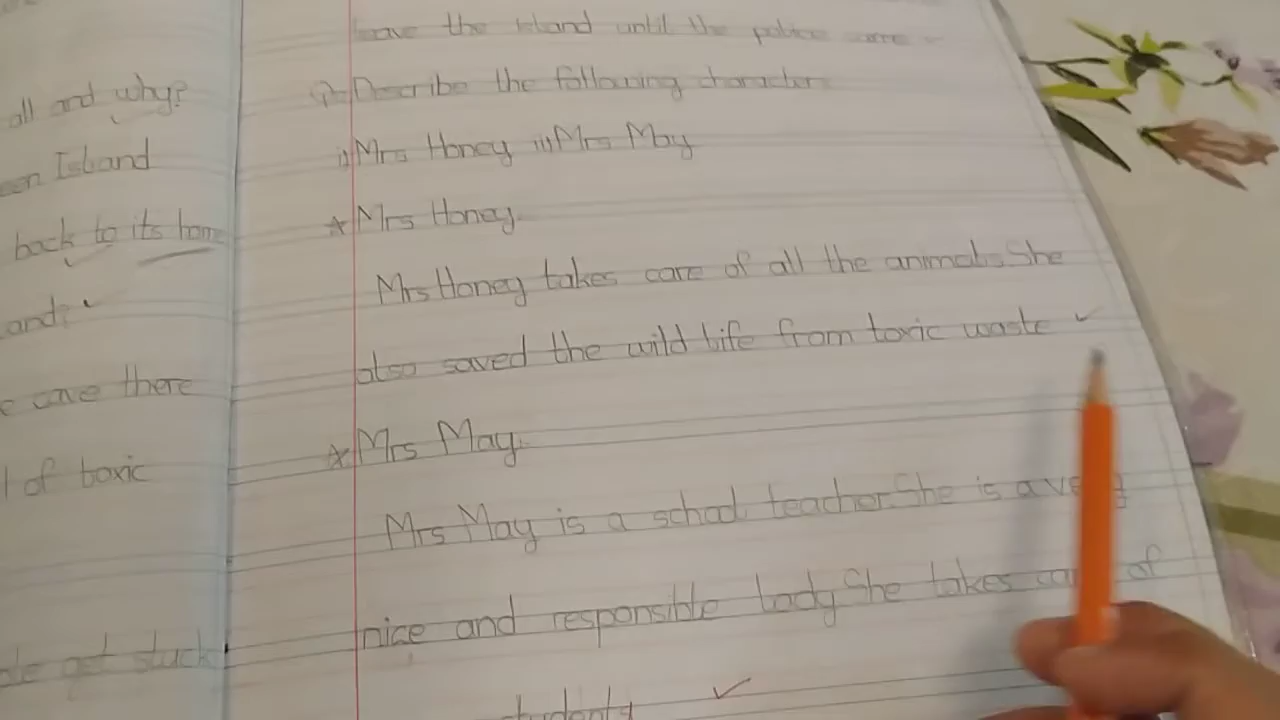 all and why?
Island
back to its home
and?
cave there
of toxic
get stuck
leave the island until the police came
Describe the following characters
i) Mrs Honey ii) Mrs May
Mrs Honey.
Mrs Honey takes care of all the animals. She
also saved the wild life from toxic waste
Mrs May.
Mrs May is a school teacher. She is a very
nice and responsible lady She takes care of
students